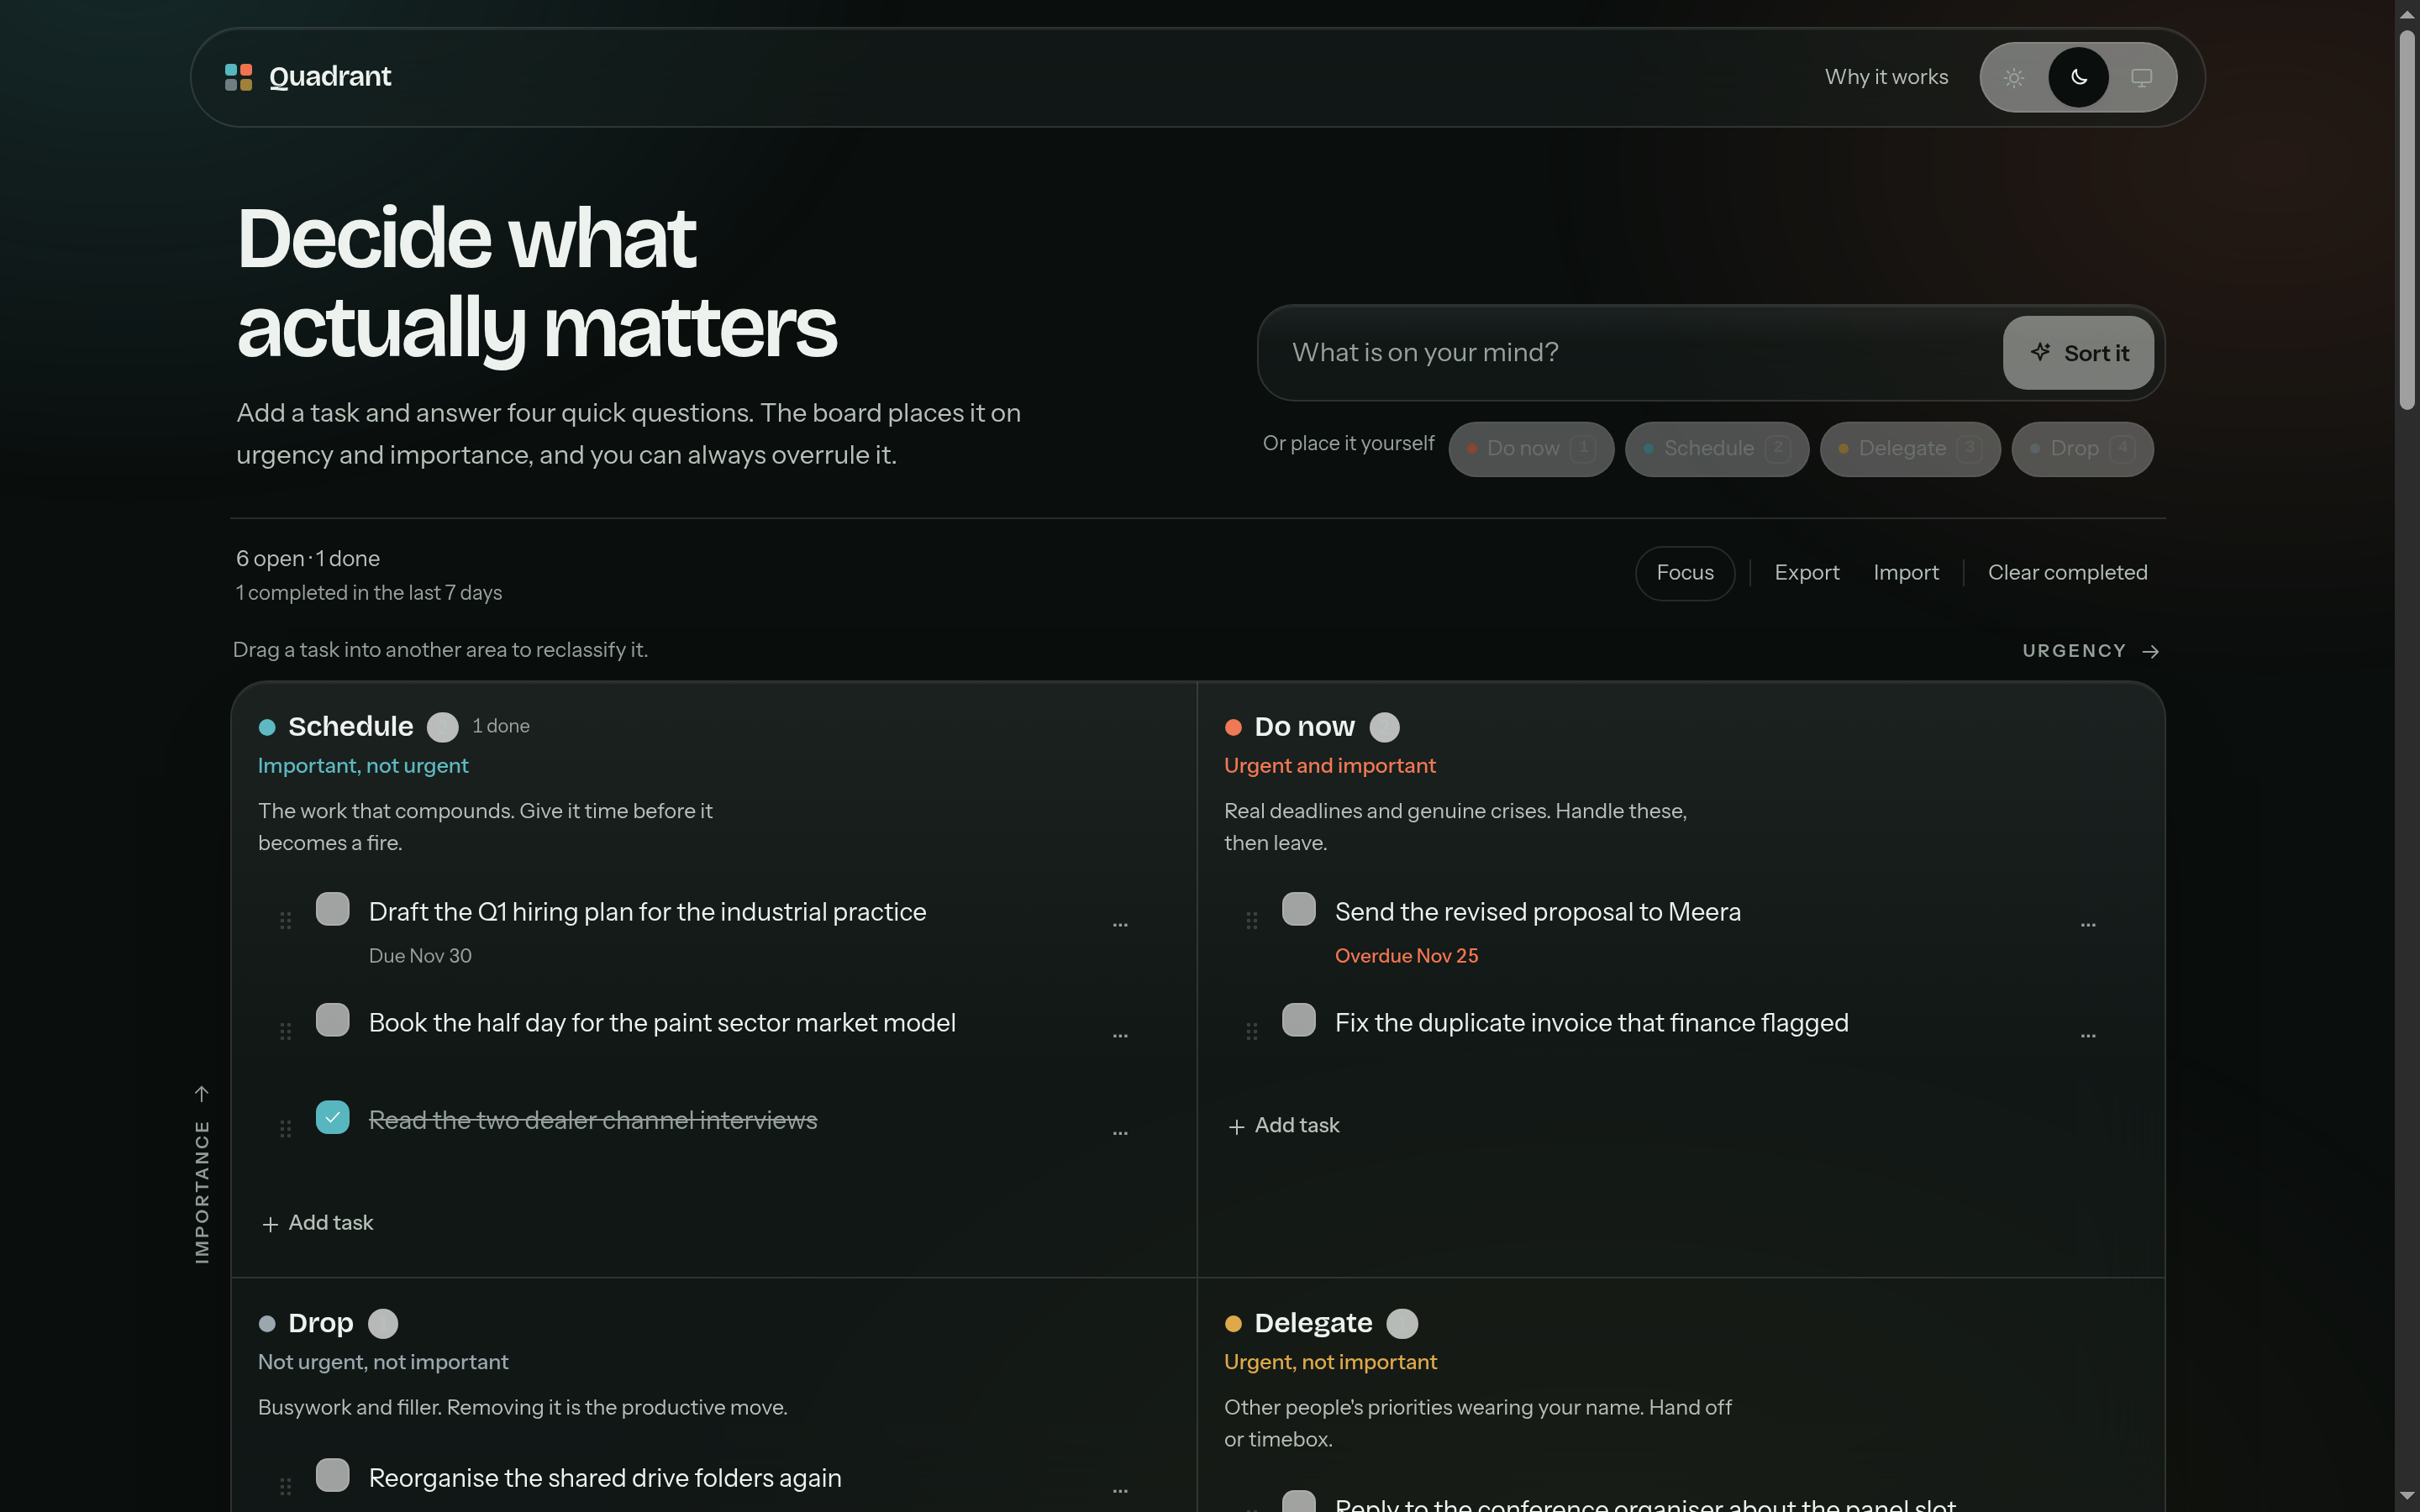 Quadrant
Why it works
Decide what
actually matters
Add a task and answer four quick questions. The board places it on
urgency and importance, and you can always overrule it.
What is on your mind?
Sort it
Or place it yourself
Do now 1
Schedule 2
Delegate 3
Drop 4
6 open · 1 done
1 completed in the last 7 days
Focus
Export
Import
Clear completed
Drag a task into another area to reclassify it.
URGENCY →
IMPORTANCE →
Schedule
1 done
Important, not urgent
The work that compounds. Give it time before it
becomes a fire.
Draft the Q1 hiring plan for the industrial practice
...
Due Nov 30
Book the half day for the paint sector market model
...
Read the two dealer channel interviews
...
+ Add task
Do now
Urgent and important
Real deadlines and genuine crises. Handle these,
then leave.
Send the revised proposal to Meera
...
Overdue Nov 25
Fix the duplicate invoice that finance flagged
...
+ Add task
Drop
Not urgent, not important
Busywork and filler. Removing it is the productive move.
Reorganise the shared drive folders again
...
Delegate
Urgent, not important
Other people's priorities wearing your name. Hand off
or timebox.
Reply to the conference organiser about the panel slot